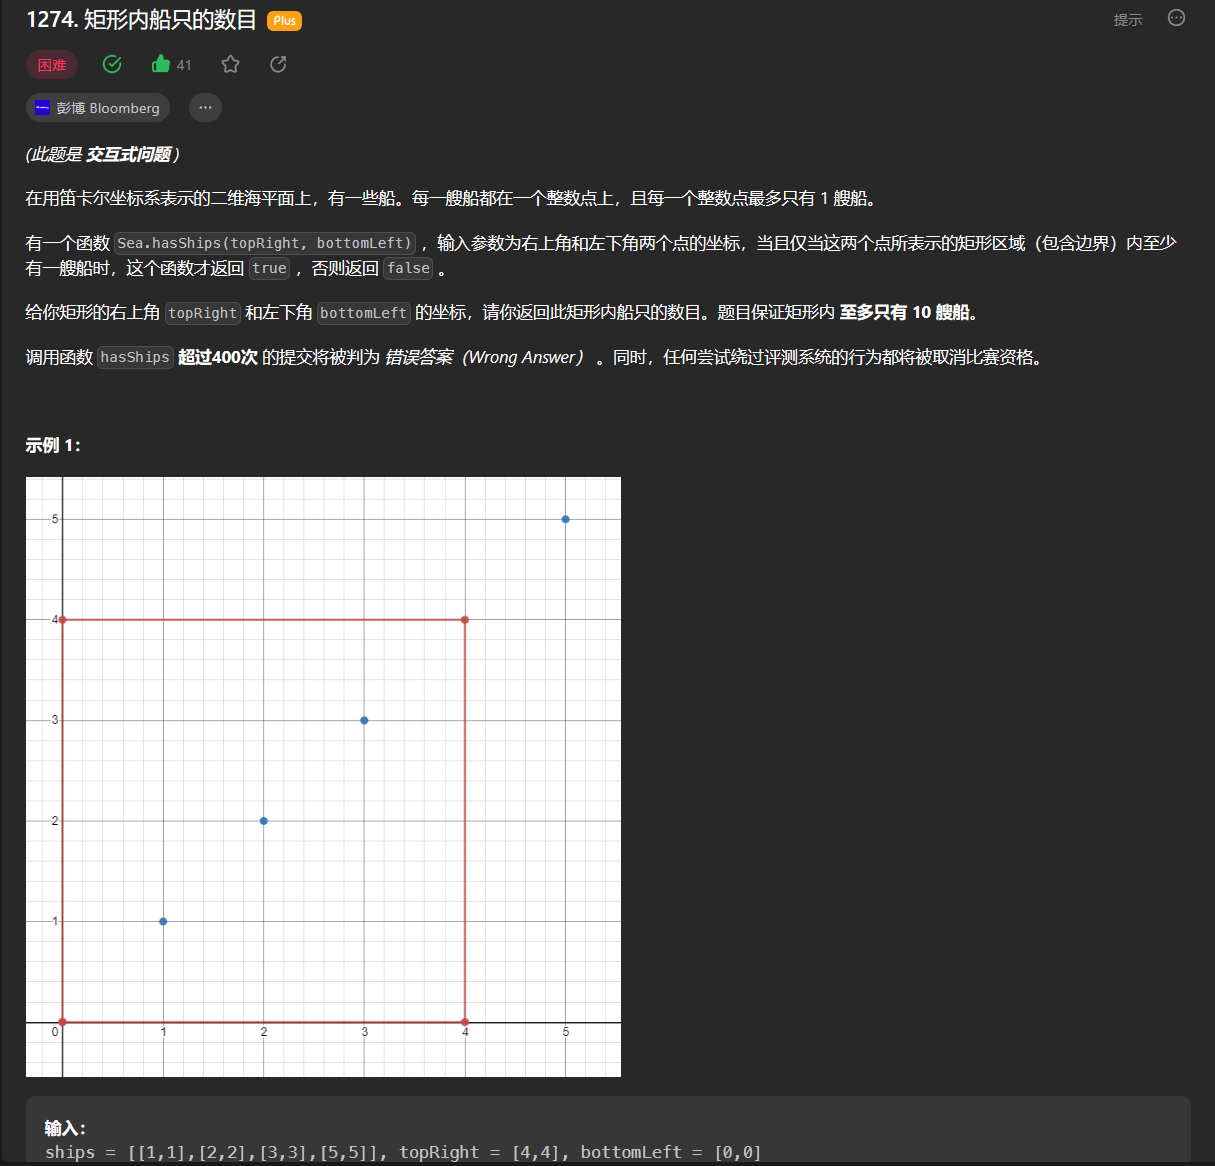 1274. 矩形内船只的数目 Plus 提示
困难 41
彭博 Bloomberg ...
(此题是 交互式问题 )
在用笛卡尔坐标系表示的二维海平面上，有一些船。每一艘船都在一个整数点上，且每一个整数点最多只有 1 艘船。
有一个函数 Sea.hasShips(topRight, bottomLeft) ，输入参数为右上角和左下角两个点的坐标，当且仅当这两个点所表示的矩形区域（包含边界）内至少
有一艘船时，这个函数才返回 true ，否则返回 false 。
给你矩形的右上角 topRight 和左下角 bottomLeft 的坐标，请你返回此矩形内船只的数目。题目保证矩形内 至多只有 10 艘船。
调用函数 hasShips 超过400次 的提交将被判为 错误答案（Wrong Answer） 。同时，任何尝试绕过评测系统的行为都将被取消比赛资格。
示例 1：
5
4
3
2
1
0 1 2 3 4 5
输入：
ships = [[1,1],[2,2],[3,3],[5,5]], topRight = [4,4], bottomLeft = [0,0]